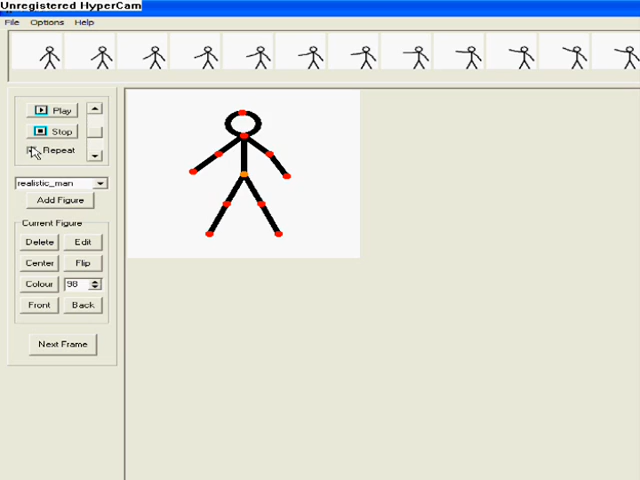 Unregistered HyperCam
File Options Help
Play
Stop
Repeat
realistic_man
Add Figure
Current Figure
Delete Edit
Center Flip
Colour 98
Front Back
Next Frame